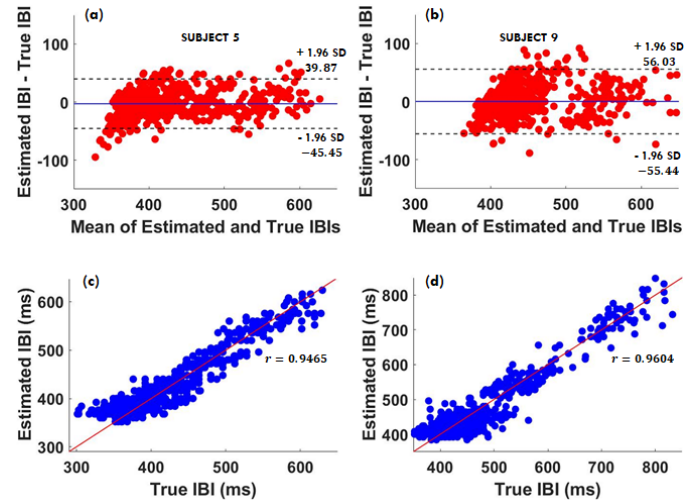 (a)
SUBJECT 5
+ 1.96 SD
39.87
- 1.96 SD
−45.45
100
0
-100
300
400
500
600
Estimated IBI - True IBI
Mean of Estimated and True IBIs
(b)
SUBJECT 9
+ 1.96 SD
56.03
- 1.96 SD
−55.44
100
0
-100
300
400
500
600
Estimated IBI - True IBI
Mean of Estimated and True IBIs
(c)
r = 0.9465
600
500
400
300
300
400
500
600
Estimated IBI (ms)
True IBI (ms)
(d)
r = 0.9604
800
700
600
500
400
400
500
600
700
800
Estimated IBI (ms)
True IBI (ms)